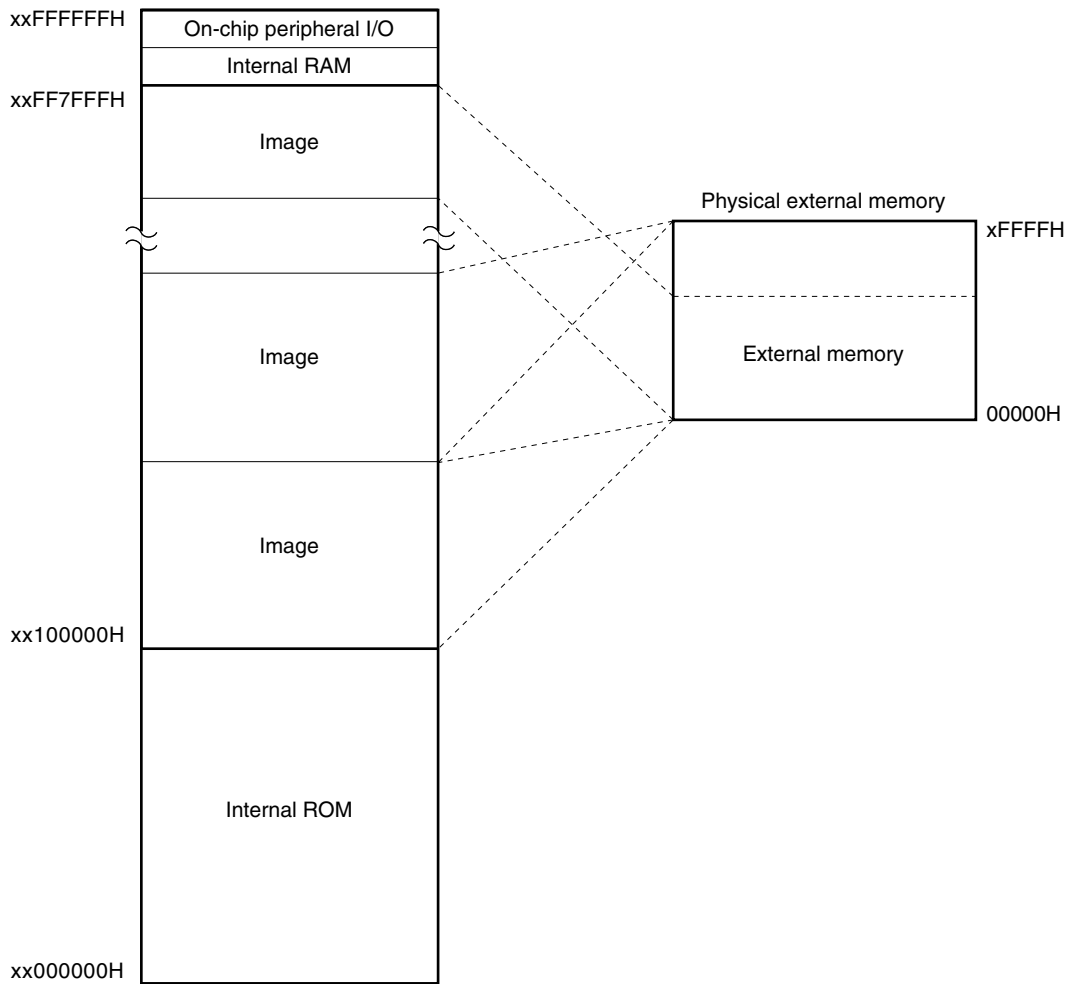 xxFFFFFFH
On-chip peripheral I/O
Internal RAM
xxFF7FFFH
Image
Physical external memory
xFFFFH
Image
External memory
00000H
Image
xx100000H
Internal ROM
xx000000H